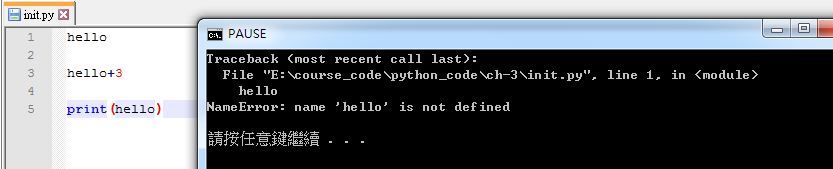 init.py
1 hello
2
3 hello+3
4
5 print(hello)
PAUSE
Traceback (most recent call last):
File "E:\course_code\python_code\ch-3\init.py", line 1, in <module>
hello
NameError: name 'hello' is not defined
請按任意鍵繼續 . . .